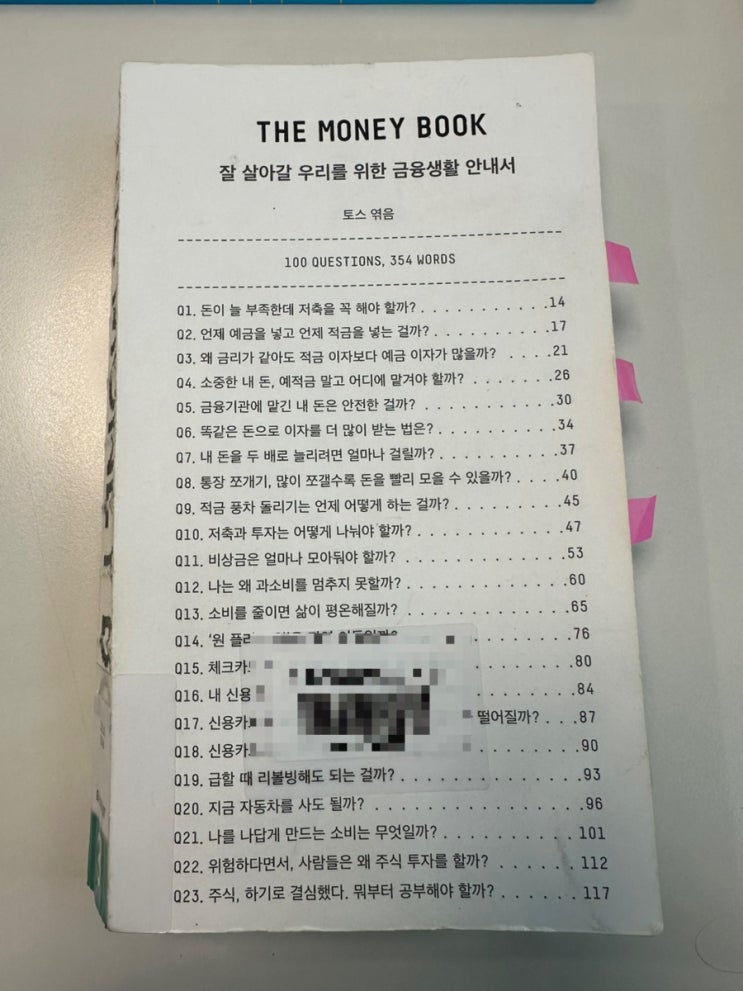 THE MONEY BOOK
잘 살아갈 우리를 위한 금융생활 안내서
토스 엮음
100 QUESTIONS, 354 WORDS
Q1. 돈이 늘 부족한데 저축을 꼭 해야 할까? . . . . . . . . . . .14
Q2. 언제 예금을 넣고 언제 적금을 넣는 걸까? . . . . . . . . . .17
Q3. 왜 금리가 같아도 적금 이자보다 예금 이자가 많을까? . . . .21
Q4. 소중한 내 돈, 예적금 말고 어디에 맡겨야 할까? . . . . . . .26
Q5. 금융기관에 맡긴 내 돈은 안전한 걸까? . . . . . . . . . . .30
Q6. 똑같은 돈으로 이자를 더 많이 받는 법은? . . . . . . . . . .34
Q7. 내 돈을 두 배로 늘리려면 얼마나 걸릴까? . . . . . . . . . .37
Q8. 통장 쪼개기, 많이 쪼갤수록 돈을 빨리 모을 수 있을까? . . . .40
Q9. 적금 풍차 돌리기는 언제 어떻게 하는 걸까? . . . . . . . . .45
Q10. 저축과 투자는 어떻게 나눠야 할까? . . . . . . . . . . . .47
Q11. 비상금은 얼마나 모아둬야 할까? . . . . . . . . . . . . .53
Q12. 나는 왜 과소비를 멈추지 못할까? . . . . . . . . . . . . .60
Q13. 소비를 줄이면 삶이 평온해질까? . . . . . . . . . . . . .65
Q14. ‘원 . . . . . . .76
Q15. . . . . . . .80
Q16. 내 . . . . . . .84
Q17. 떨어질까? . . .87
Q18. . . . . . . .90
Q19. 급할 때 리볼빙해도 되는 걸까? . . . . . . . . . . . . . .93
Q20. 지금 자동차를 사도 될까? . . . . . . . . . . . . . . . .96
Q21. 나를 나답게 만드는 소비는 무엇일까? . . . . . . . . . . 101
Q22. 위험하다면서, 사람들은 왜 주식 투자를 할까? . . . . . . . 112
Q23. 주식, 하기로 결심했다. 뭐부터 공부해야 할까? . . . . . . . 117